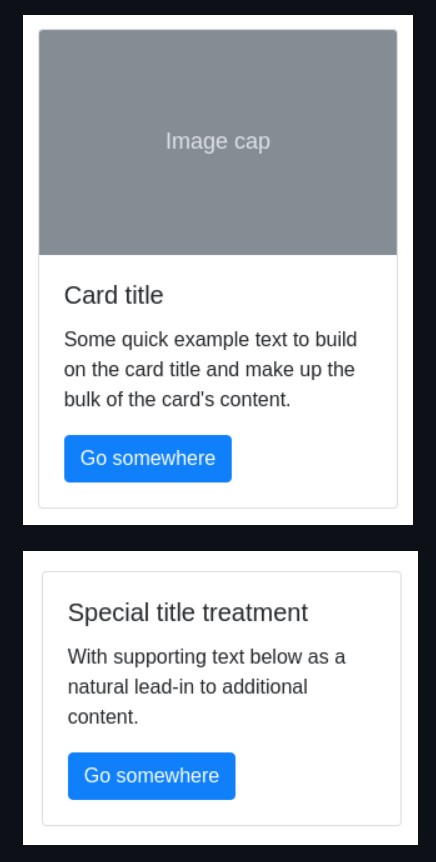 Image cap
Card title
Some quick example text to build
on the card title and make up the
bulk of the card's content.
Go somewhere
Special title treatment
With supporting text below as a
natural lead-in to additional
content.
Go somewhere